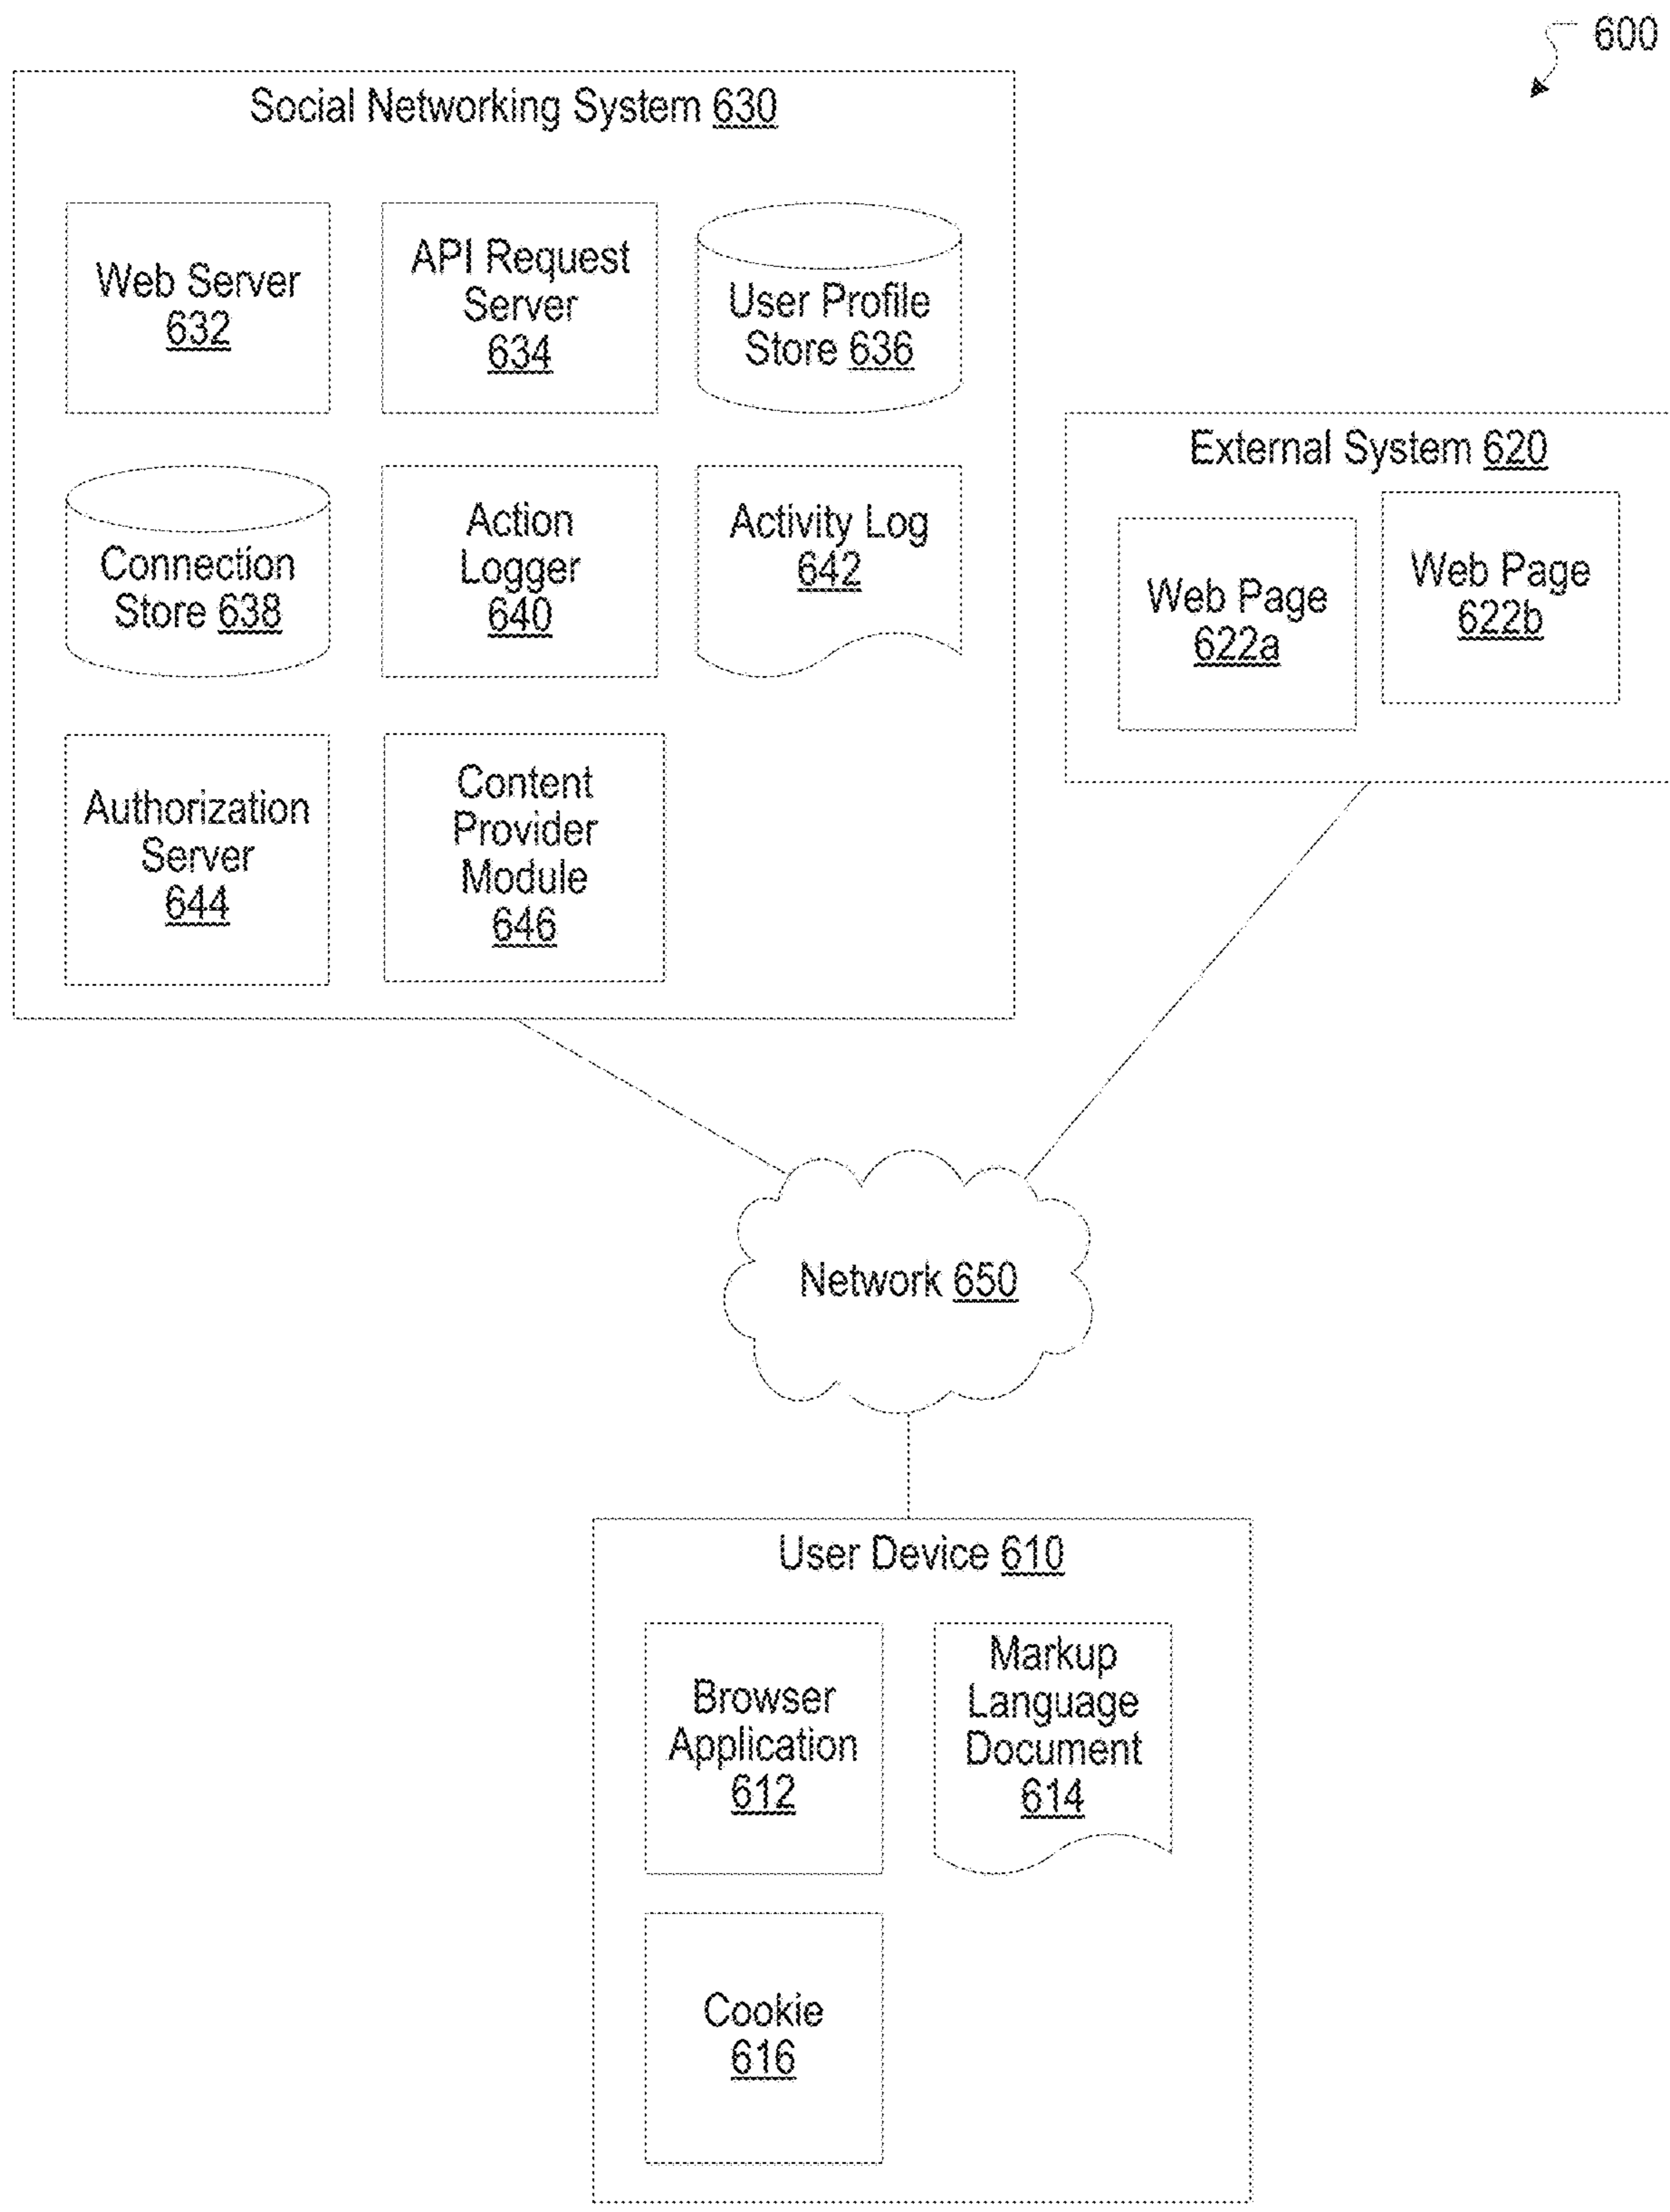 600
Social Networking System 630
Web Server
632
API Request
Server
634
User Profile
Store 636
Connection
Store 638
Action
Logger
640
Activity Log
642
Authorization
Server
644
Content
Provider
Module
646
External System 620
Web Page
622a
Web Page
622b
Network 650
User Device 610
Browser
Application
612
Markup
Language
Document
614
Cookie
616